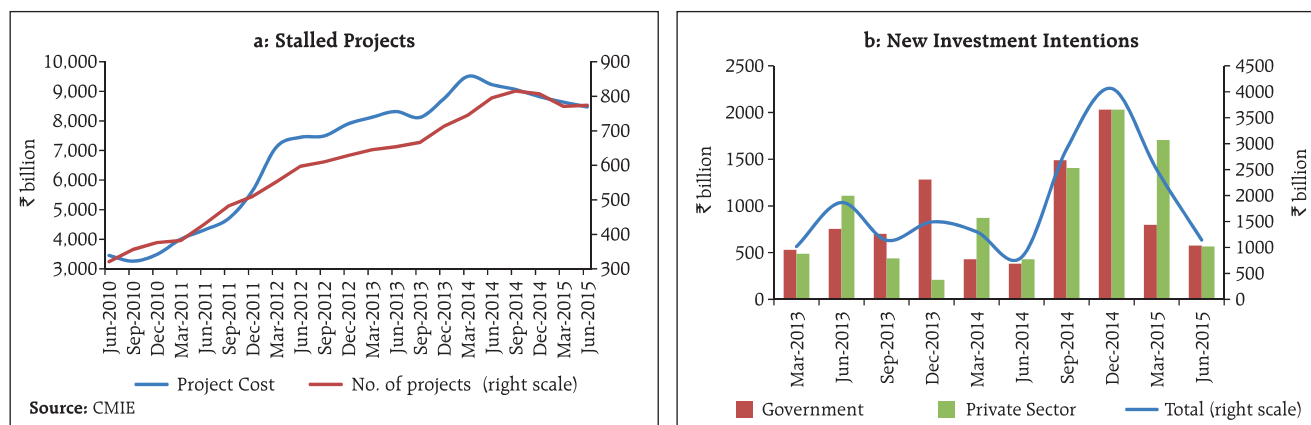 a: Stalled Projects
₹ billion
10,000
9,000
8,000
7,000
6,000
5,000
4,000
3,000
900
800
700
600
500
400
300
Jun-2010
Sep-2010
Dec-2010
Mar-2011
Jun-2011
Sep-2011
Dec-2011
Mar-2012
Jun-2012
Sep-2012
Dec-2012
Mar-2013
Jun-2013
Sep-2013
Dec-2013
Mar-2014
Jun-2014
Sep-2014
Dec-2014
Mar-2015
Jun-2015
Project Cost
No. of projects (right scale)
Source: CMIE
b: New Investment Intentions
₹ billion
2500
2000
1500
1000
500
0
4500
4000
3500
3000
2500
2000
1500
1000
500
0
₹ billion
Mar-2013
Jun-2013
Sep-2013
Dec-2013
Mar-2014
Jun-2014
Sep-2014
Dec-2014
Mar-2015
Jun-2015
Government
Private Sector
Total (right scale)